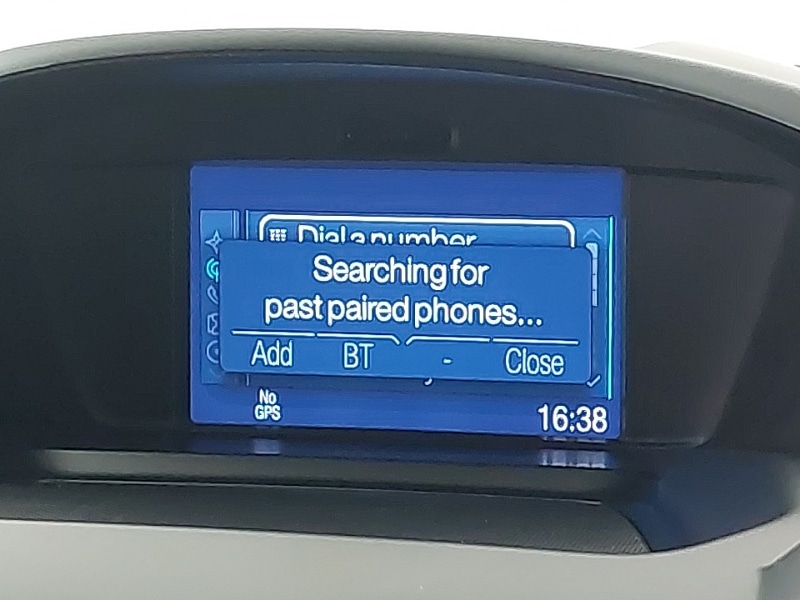 Dial a number
Searching for
past paired phones...
Add BT - Close
No
GPS
16:38